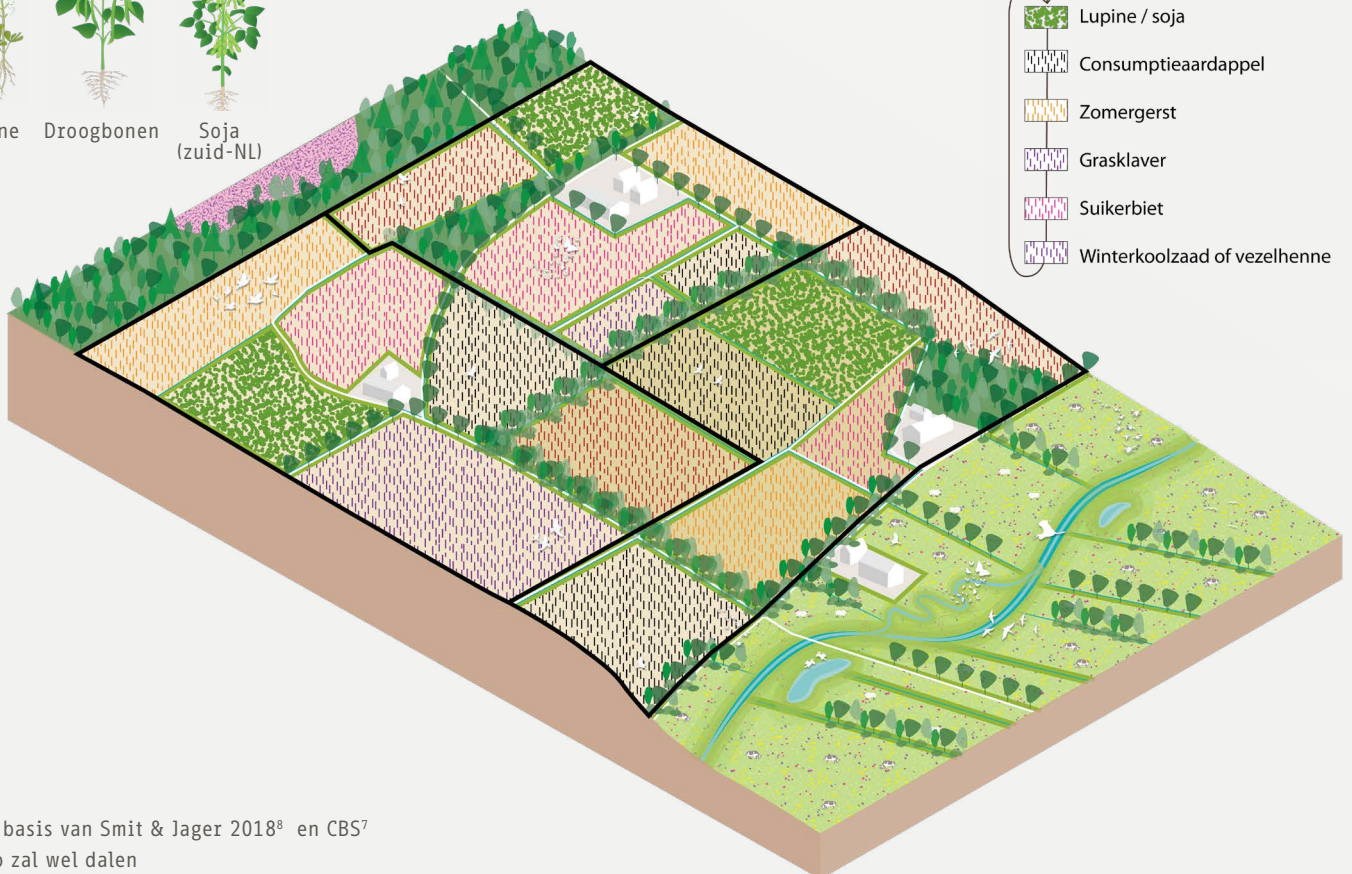 Droogbonen
Soja
(zuid-NL)
Lupine / soja
Consumptieaardappel
Zomergerst
Grasklaver
Suikerbiet
Winterkoolzaad of vezelhenne
basis van Smit & Jager 2018⁸ en CBS⁷
zal wel dalen